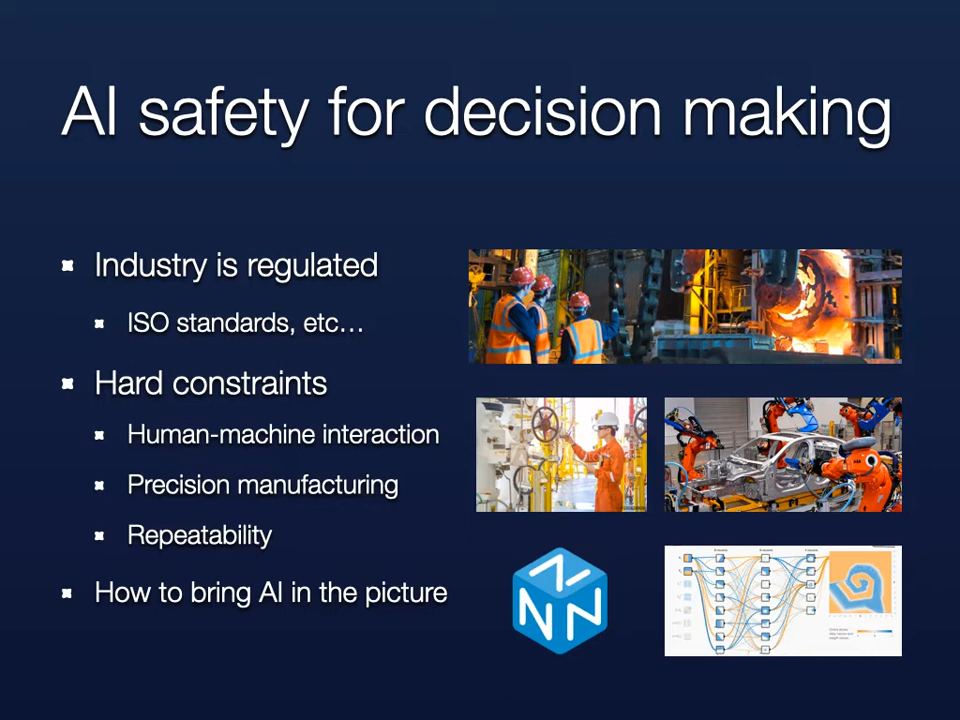 AI safety for decision making
Industry is regulated
ISO standards, etc…
Hard constraints
Human-machine interaction
Precision manufacturing
Repeatability
How to bring AI in the picture
NN